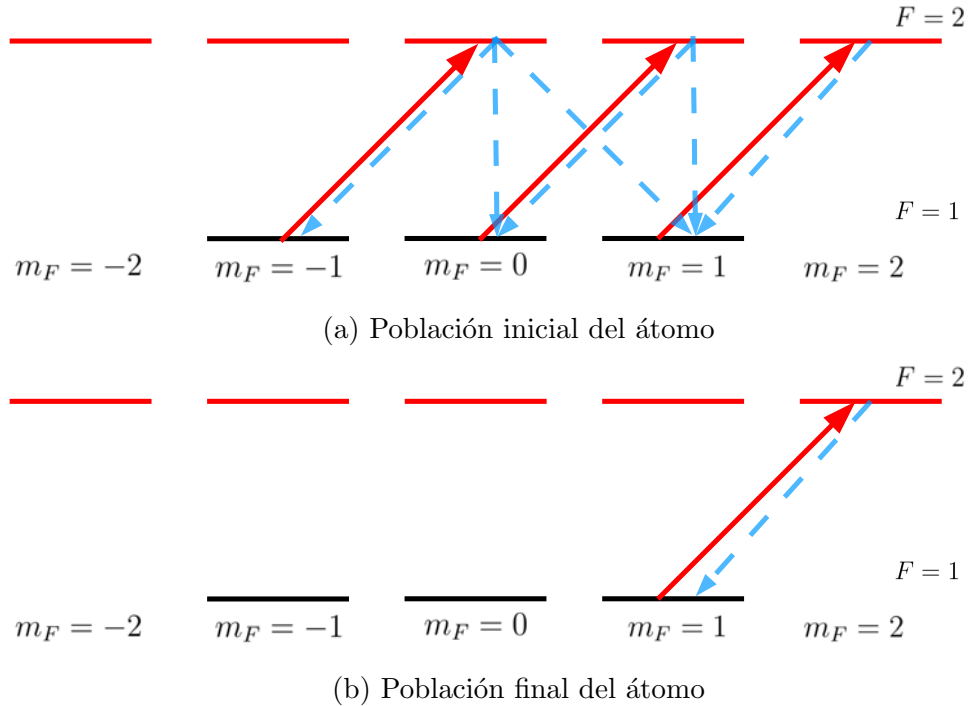 F = 2
F = 1
m_F = −2
m_F = −1
m_F = 0
m_F = 1
m_F = 2
(a) Población inicial del átomo
F = 2
F = 1
m_F = −2
m_F = −1
m_F = 0
m_F = 1
m_F = 2
(b) Población final del átomo